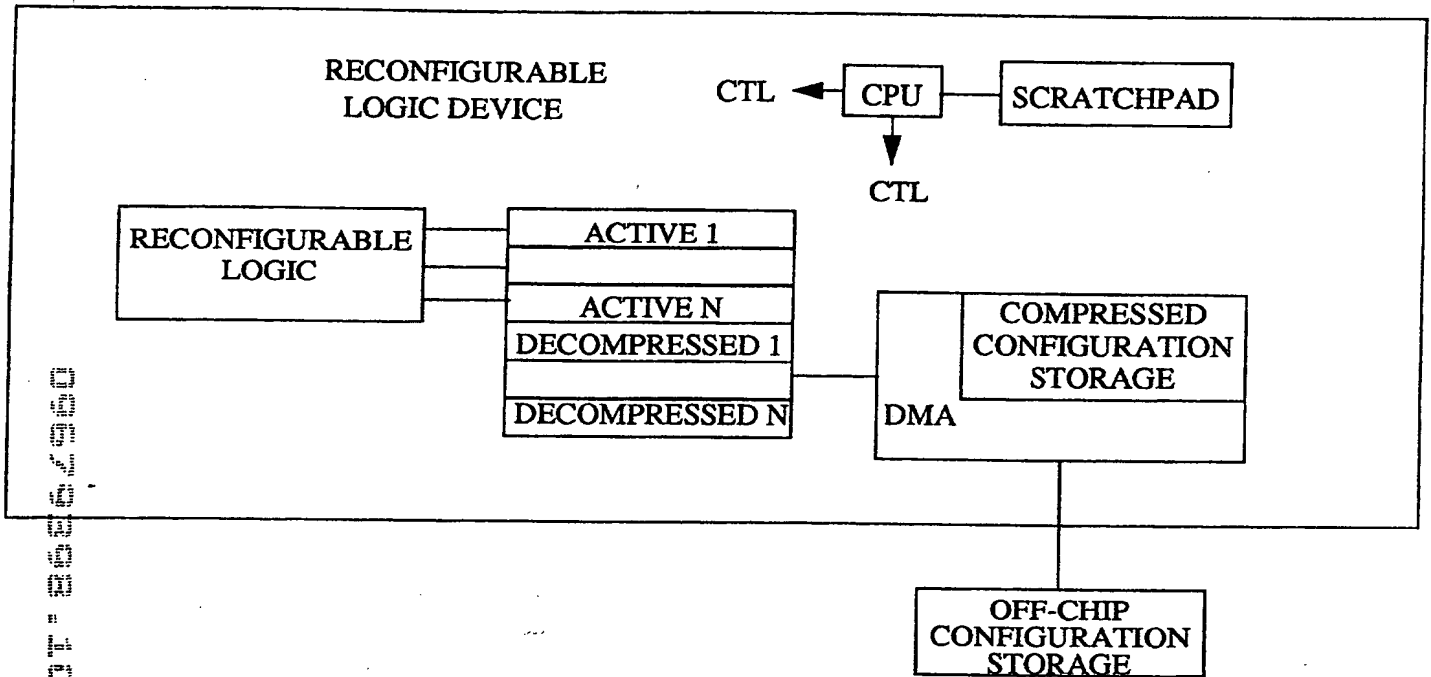 RECONFIGURABLE
LOGIC DEVICE
CTL
CPU
SCRATCHPAD
CTL
RECONFIGURABLE
LOGIC
ACTIVE 1
ACTIVE N
DECOMPRESSED 1
DECOMPRESSED N
DMA
COMPRESSED
CONFIGURATION
STORAGE
OFF-CHIP
CONFIGURATION
STORAGE